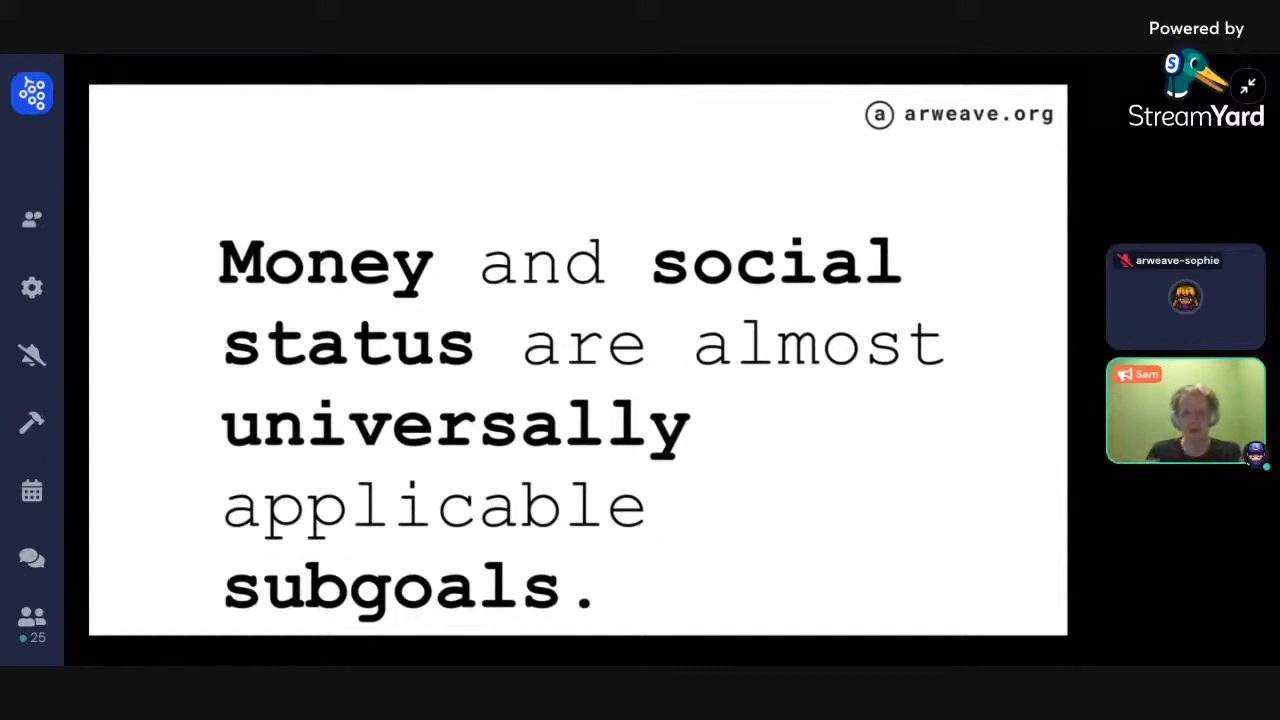 Powered by
S
StreamYard
a arweave.org
Money and social
status are almost
universally
applicable
subgoals.
arweave-sophie
Sam
25